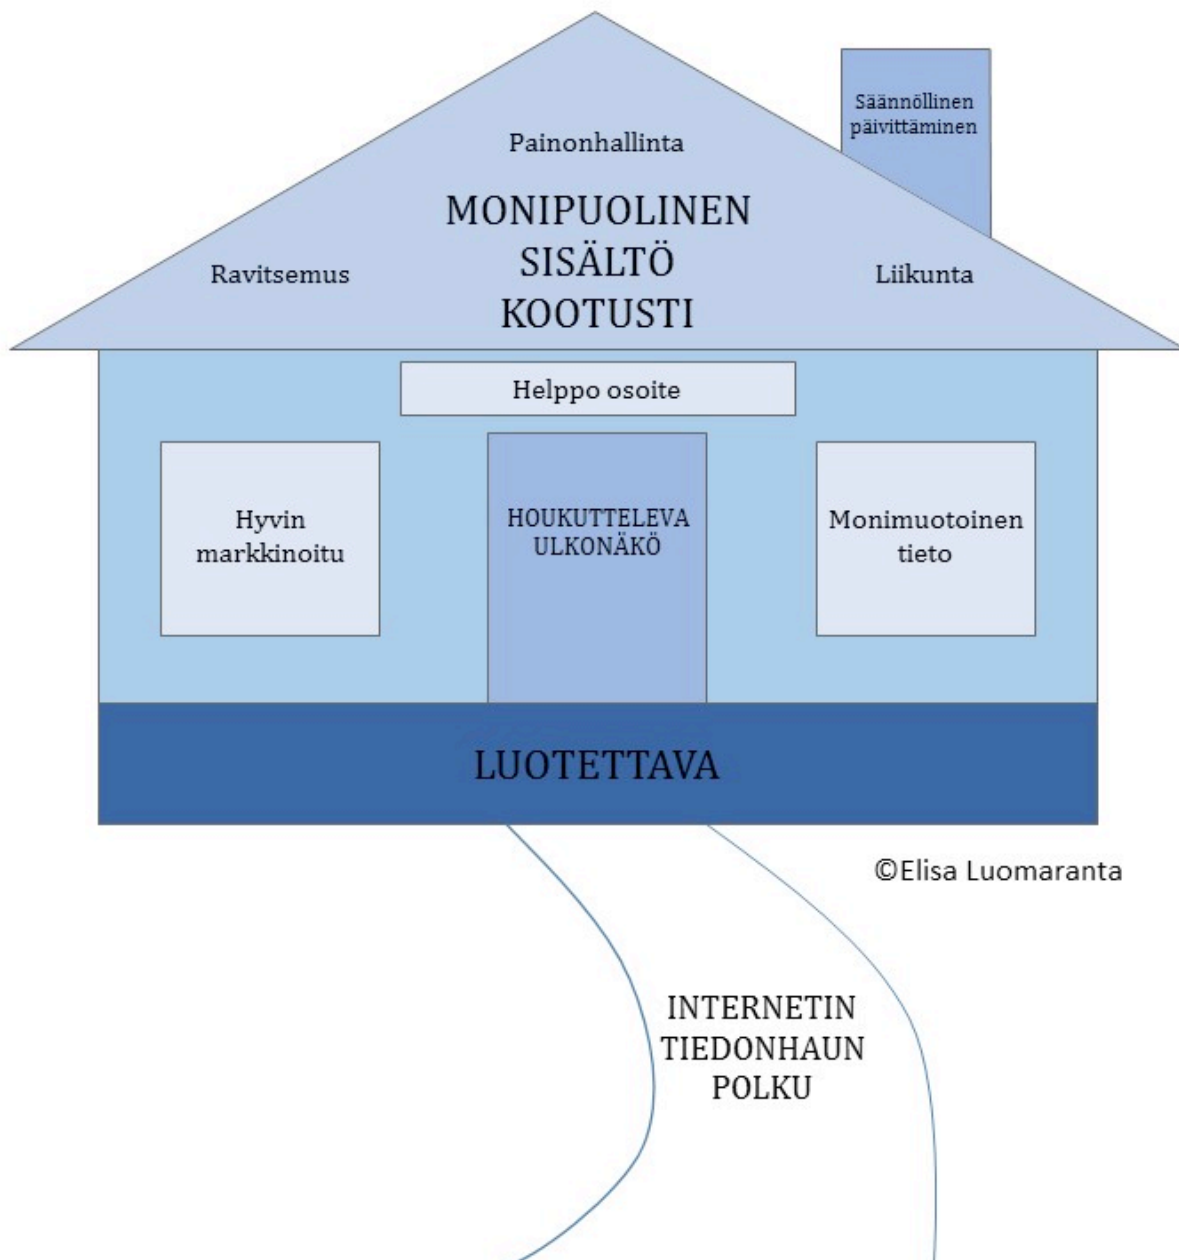 Säännöllinen
päivittäminen
Painonhallinta
MONIPUOLINEN
SISÄLTÖ
KOOTUSTI
Ravitsemus
Liikunta
Helppo osoite
Hyvin
markkinoitu
HOUKUTTELEVA
ULKONÄKÖ
Monimuotoinen
tieto
LUOTETTAVA
©Elisa Luomaranta
INTERNETIN
TIEDONHAUN
POLKU